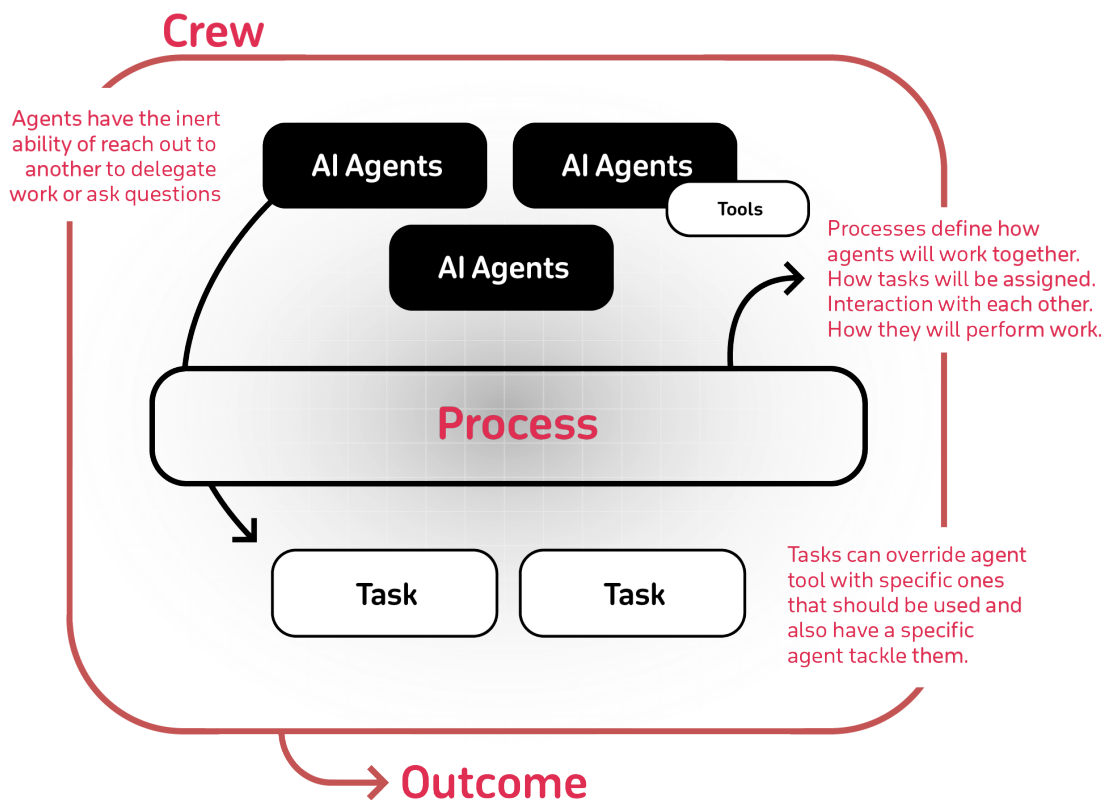 Crew
Agents have the inert
ability of reach out to
another to delegate
work or ask questions
AI Agents
AI Agents
Tools
AI Agents
Processes define how
agents will work together.
How tasks will be assigned.
Interaction with each other.
How they will perform work.
Process
Task
Task
Tasks can override agent
tool with specific ones
that should be used and
also have a specific
agent tackle them.
Outcome